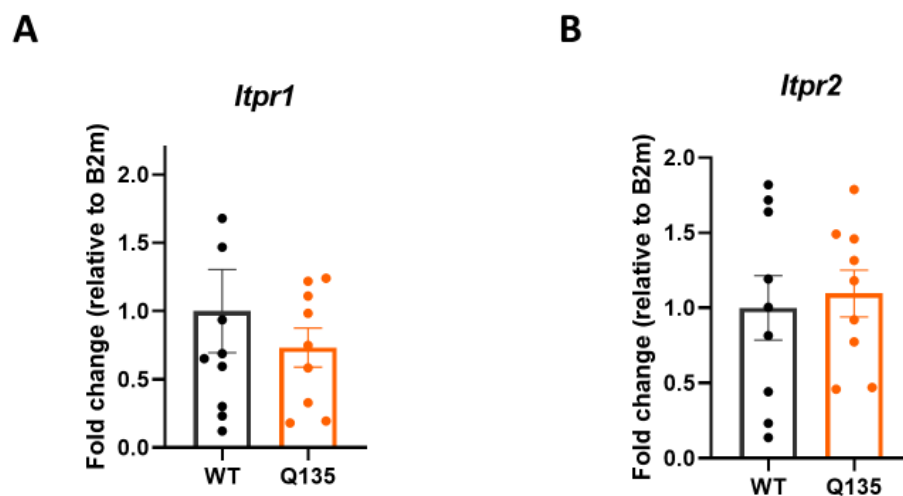 A
Itpr1
Fold change (relative to B2m)
2.0
1.5
1.0
0.5
0.0
WT
Q135
B
Itpr2
Fold change (relative to B2m)
2.0
1.5
1.0
0.5
0.0
WT
Q135